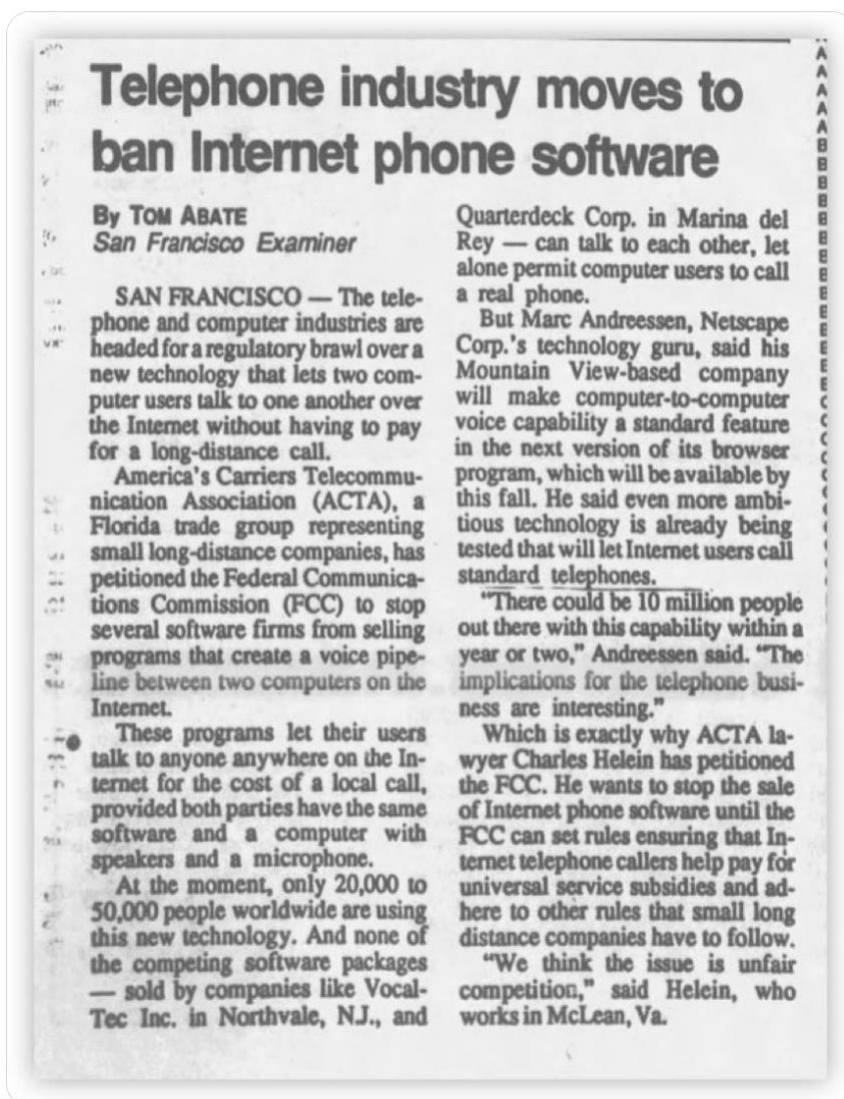 Telephone industry moves to
ban Internet phone software
By TOM ABATE
San Francisco Examiner
SAN FRANCISCO — The tele-
phone and computer industries are
headed for a regulatory brawl over a
new technology that lets two com-
puter users talk to one another over
the Internet without having to pay
for a long-distance call.
America's Carriers Telecommu-
nication Association (ACTA), a
Florida trade group representing
small long-distance companies, has
petitioned the Federal Communica-
tions Commission (FCC) to stop
several software firms from selling
programs that create a voice pipe-
line between two computers on the
Internet.
These programs let their users
talk to anyone anywhere on the In-
ternet for the cost of a local call,
provided both parties have the same
software and a computer with
speakers and a microphone.
At the moment, only 20,000 to
50,000 people worldwide are using
this new technology. And none of
the competing software packages
— sold by companies like Vocal-
Tec Inc. in Northvale, N.J., and
Quarterdeck Corp. in Marina del
Rey — can talk to each other, let
alone permit computer users to call
a real phone.
But Marc Andreessen, Netscape
Corp.'s technology guru, said his
Mountain View-based company
will make computer-to-computer
voice capability a standard feature
in the next version of its browser
program, which will be available by
this fall. He said even more ambi-
tious technology is already being
tested that will let Internet users call
standard telephones.
"There could be 10 million people
out there with this capability within a
year or two," Andreessen said. "The
implications for the telephone busi-
ness are interesting."
Which is exactly why ACTA la-
wyer Charles Helein has petitioned
the FCC. He wants to stop the sale
of Internet phone software until the
FCC can set rules ensuring that In-
ternet telephone callers help pay for
universal service subsidies and ad-
here to other rules that small long
distance companies have to follow.
"We think the issue is unfair
competition," said Helein, who
works in McLean, Va.